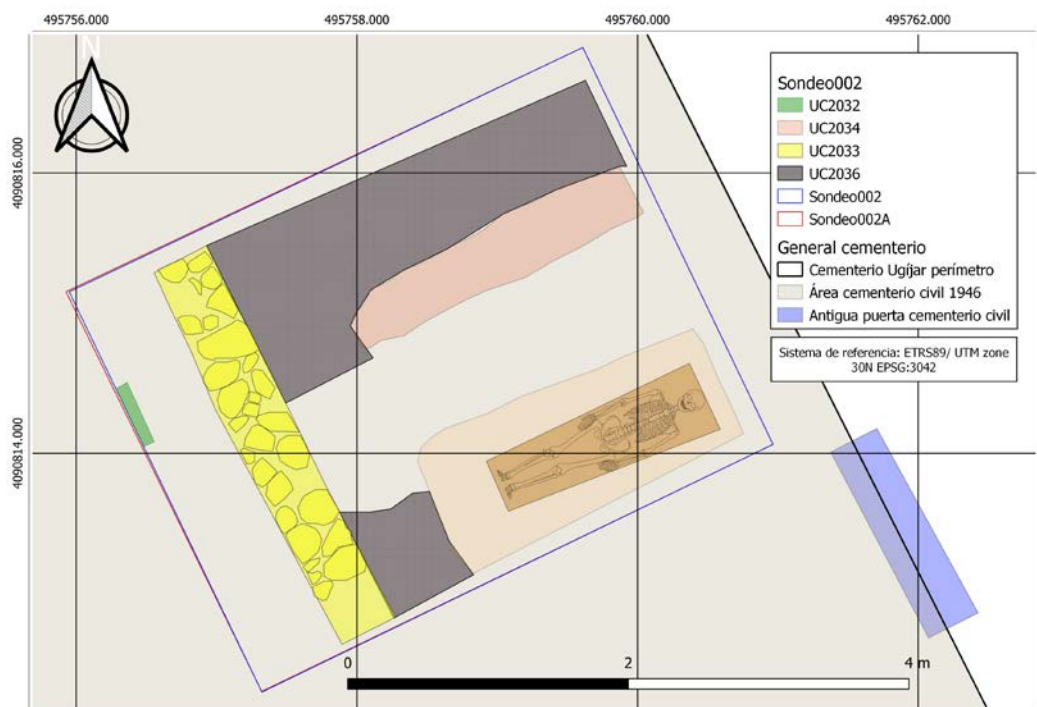 495756.000 495758.000 495760.000 495762.000
N
4090816.000
4090814.000
Sondeo002
UC2032
UC2034
UC2033
UC2036
Sondeo002
Sondeo002A
General cementerio
Cementerio Ugíjar perímetro
Área cementerio civil 1946
Antigua puerta cementerio civil
Sistema de referencia: ETRS89/ UTM zone
30N EPSG:3042
0 2 4 m